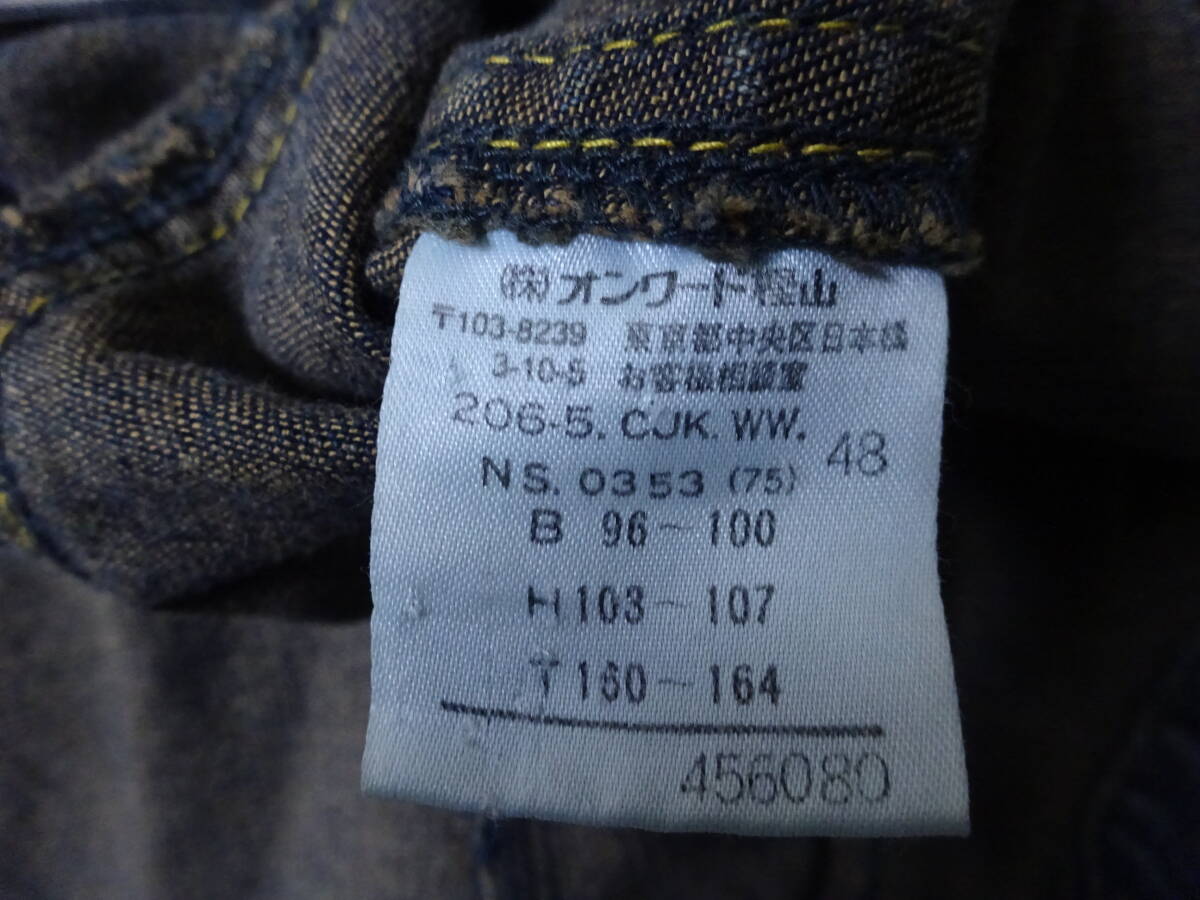 ㈱オンワード樫山
〒103-8239 東京都中央区日本橋
3-10-5 お客様相談室
206-5. CJK. WW. 48
NS. 0353 (75)
B 96〜100
H 103〜107
T 160〜164
456080